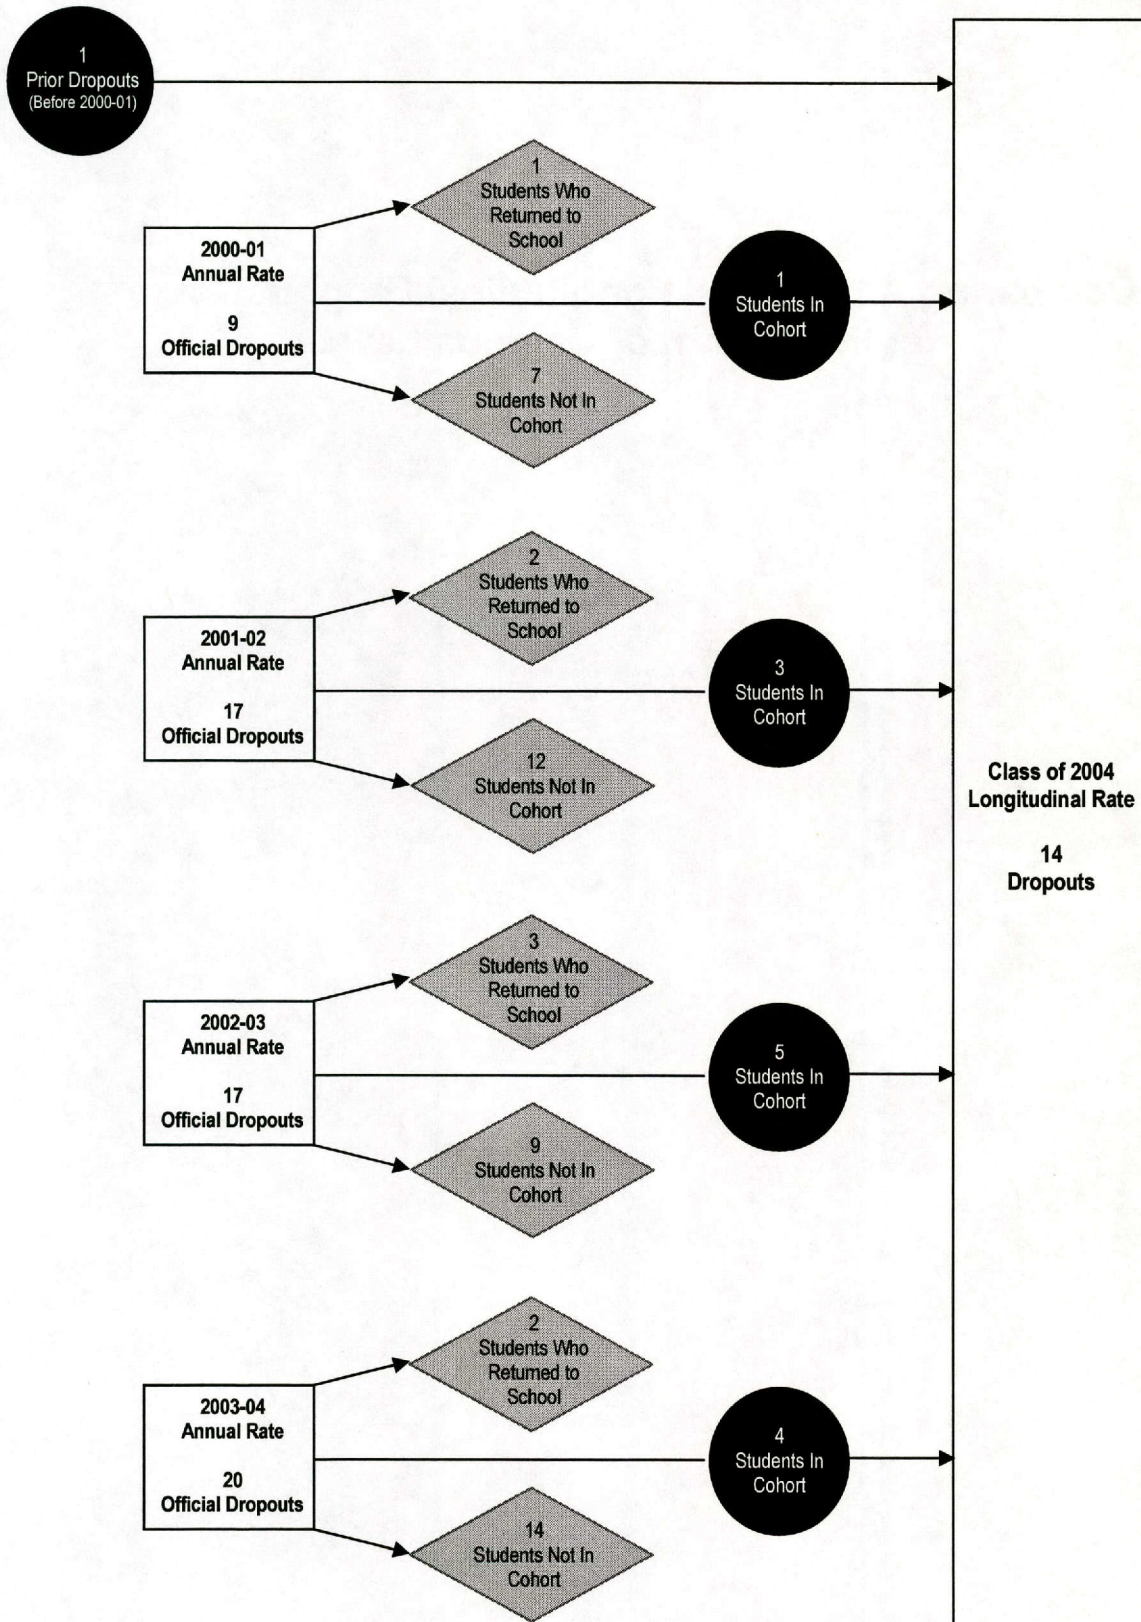 1
Prior Dropouts
(Before 2000-01)
1
Students Who
Returned to
School
2000-01
Annual Rate
9
Official Dropouts
1
Students In
Cohort
7
Students Not In
Cohort
2
Students Who
Returned to
School
2001-02
Annual Rate
17
Official Dropouts
3
Students In
Cohort
12
Students Not In
Cohort
Class of 2004
Longitudinal Rate
14
Dropouts
3
Students Who
Returned to
School
2002-03
Annual Rate
17
Official Dropouts
5
Students In
Cohort
9
Students Not In
Cohort
2
Students Who
Returned to
School
2003-04
Annual Rate
20
Official Dropouts
4
Students In
Cohort
14
Students Not In
Cohort